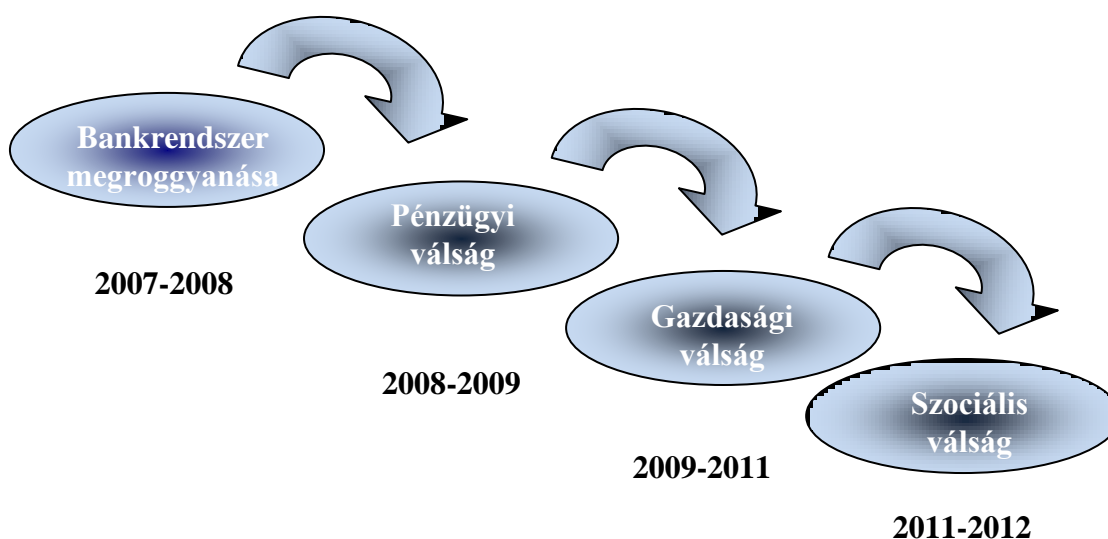 Bankrendszer
megroggyanása
2007-2008
Pénzügyi
válság
2008-2009
Gazdasági
válság
2009-2011
Szociális
válság
2011-2012